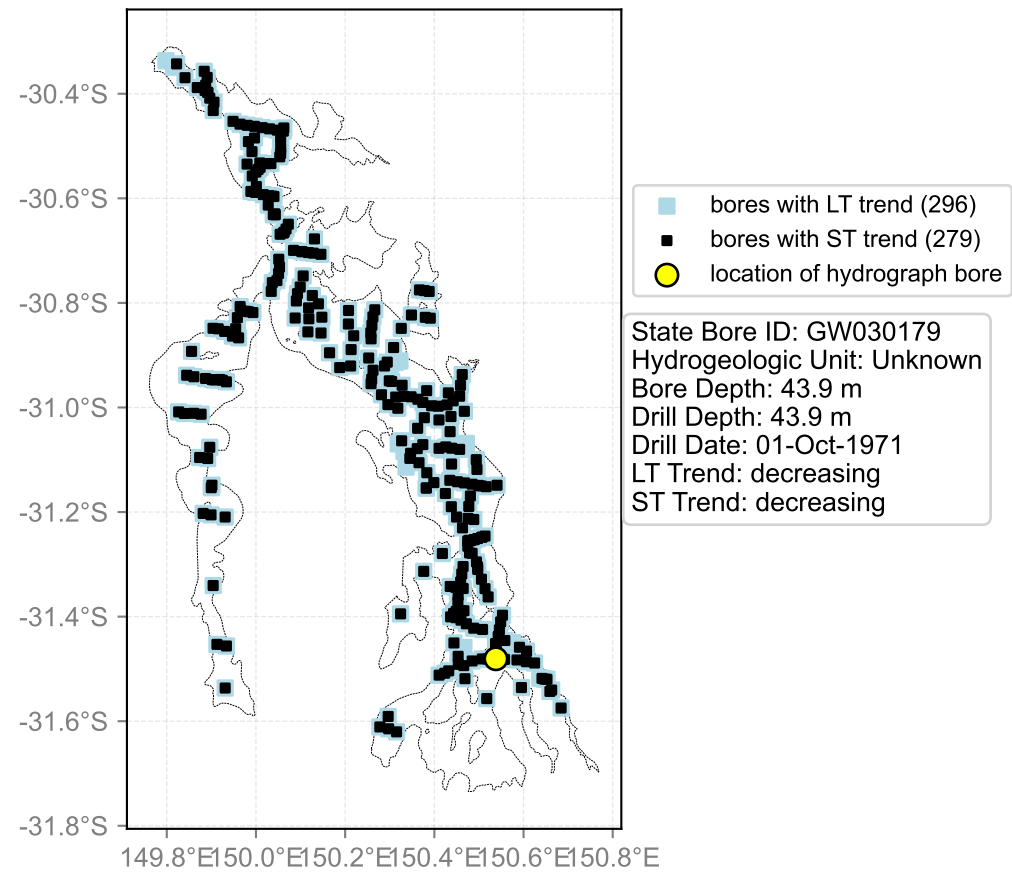 -30.4°S
-30.6°S
-30.8°S
-31.0°S
-31.2°S
-31.4°S
-31.6°S
-31.8°S
149.8°E150.0°E150.2°E150.4°E150.6°E150.8°E
bores with LT trend (296)
bores with ST trend (279)
location of hydrograph bore
State Bore ID: GW030179
Hydrogeologic Unit: Unknown
Bore Depth: 43.9 m
Drill Depth: 43.9 m
Drill Date: 01-Oct-1971
LT Trend: decreasing
ST Trend: decreasing